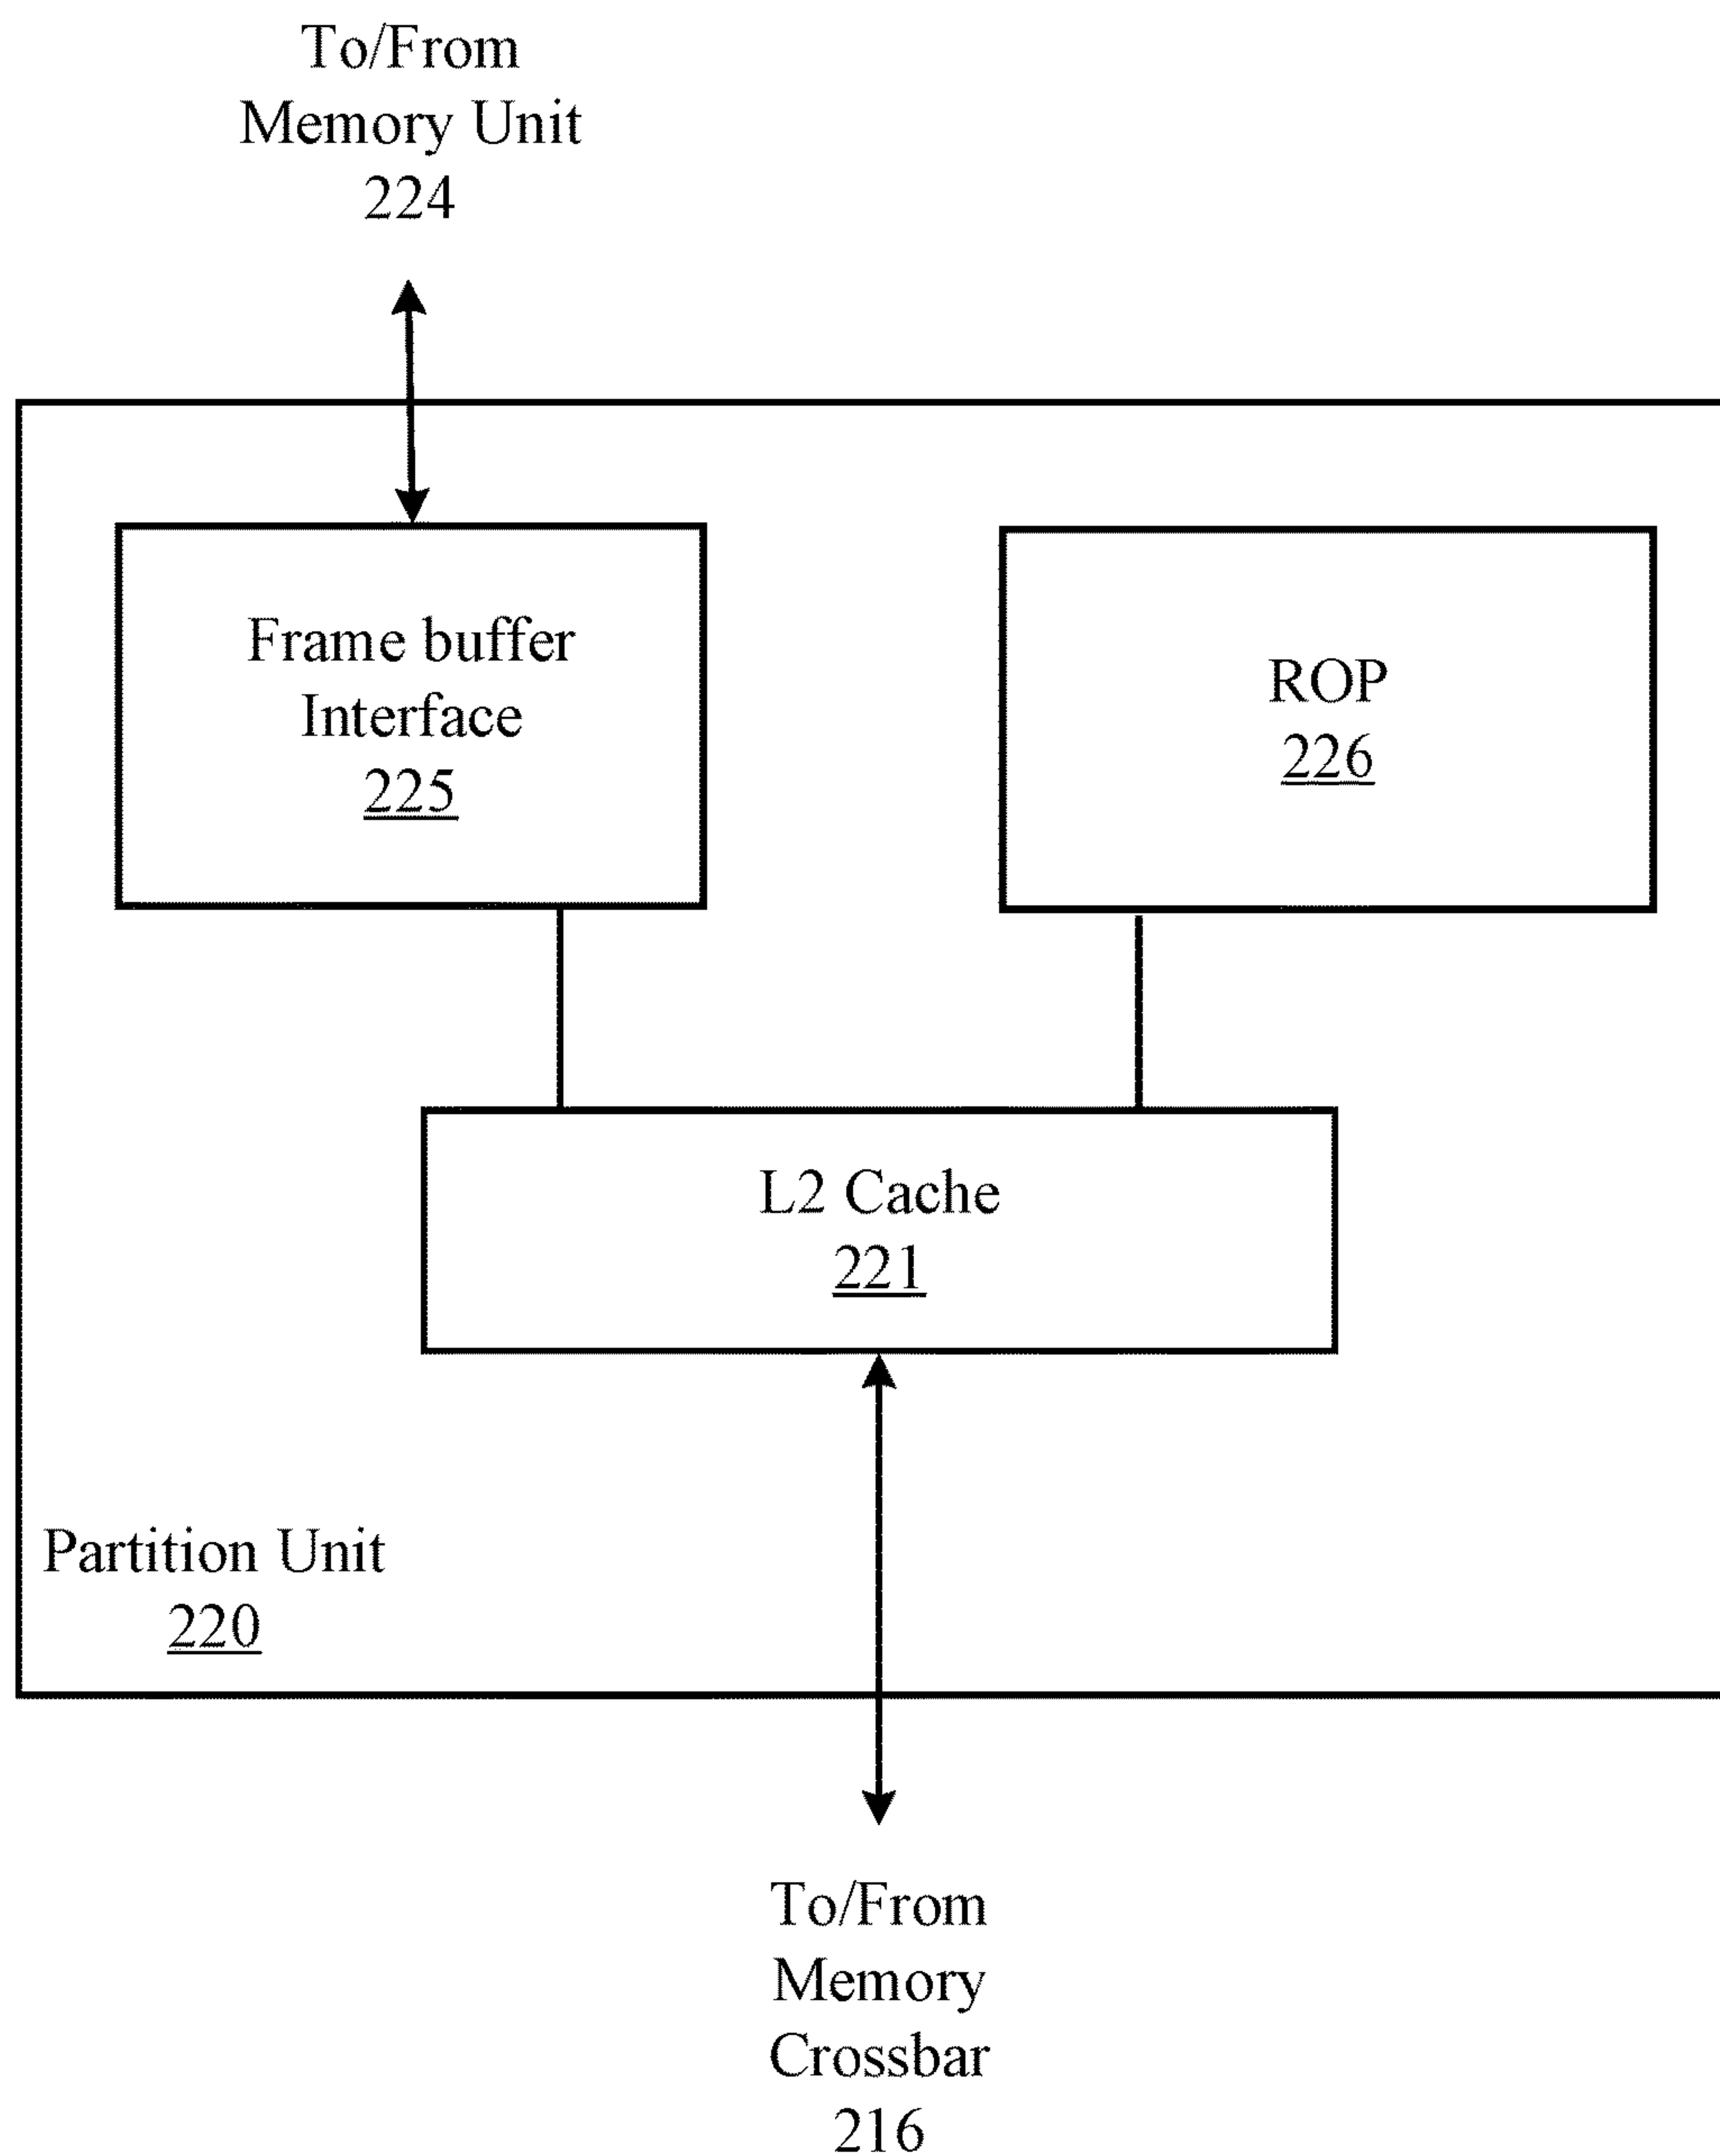 To/From
Memory Unit
224
Frame buffer
Interface
225
ROP
226
L2 Cache
221
Partition Unit
220
To/From
Memory
Crossbar
216